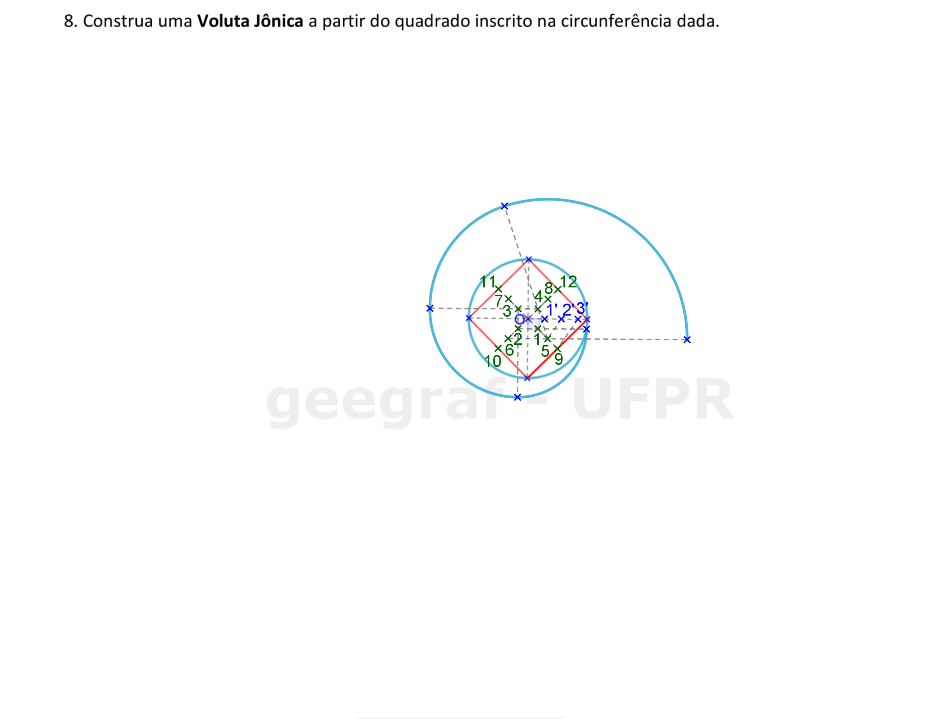 8. Construa uma Voluta Jônica a partir do quadrado inscrito na circunferência dada.
11 12
7 8
3 4 1' 2' 3'
O
2 1
6 5
10 9
geegraf - UFPR